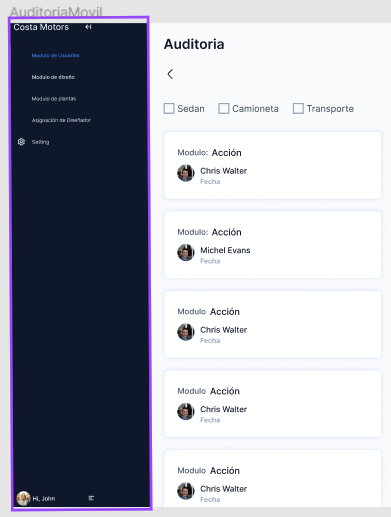 AuditoriaMovil
Costa Motors
Modulo de Usuarios
Modulo de diseño
Modulo de plantas
Asignación de Diseñador
Setting
Hi, John
Auditoria
Sedan Camioneta Transporte
Modulo: Acción
Chris Walter
Fecha
Modulo: Acción
Michel Evans
Fecha
Modulo Acción
Chris Walter
Fecha
Modulo Acción
Chris Walter
Fecha
Modulo Acción
Chris Walter
Fecha